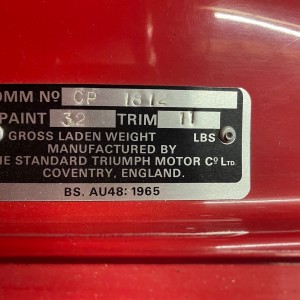 OMM Nº CP 1812
PAINT 32 TRIM 11
GROSS LADEN WEIGHT LBS
MANUFACTURED BY
HE STANDARD TRIUMPH MOTOR Cº LTD.
COVENTRY, ENGLAND.
BS. AU48: 1965